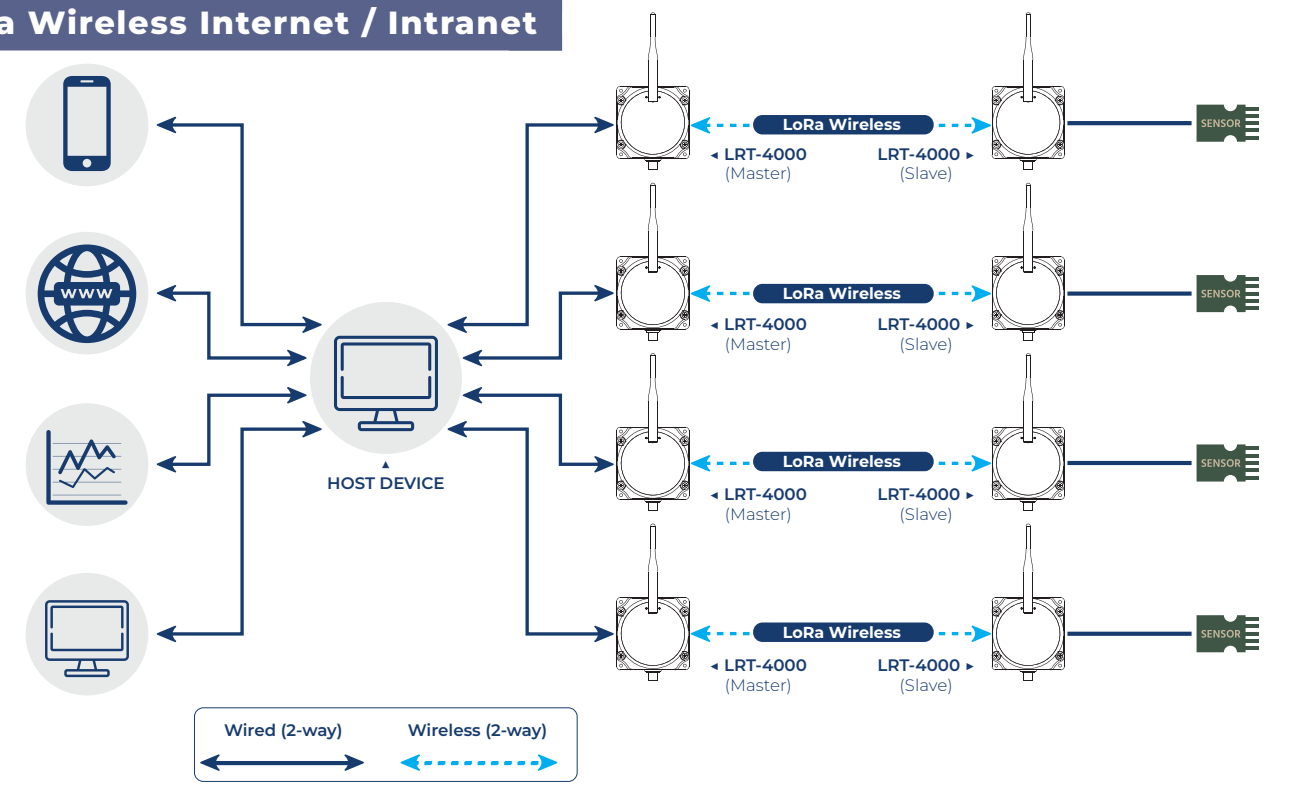 a Wireless Internet / Intranet
LoRa Wireless
◄ LRT-4000
(Master)
LRT-4000 ►
(Slave)
SENSOR
WWW
LoRa Wireless
◄ LRT-4000
(Master)
LRT-4000 ►
(Slave)
SENSOR
▲
HOST DEVICE
LoRa Wireless
◄ LRT-4000
(Master)
LRT-4000 ►
(Slave)
SENSOR
LoRa Wireless
◄ LRT-4000
(Master)
LRT-4000 ►
(Slave)
SENSOR
Wired (2-way)
Wireless (2-way)